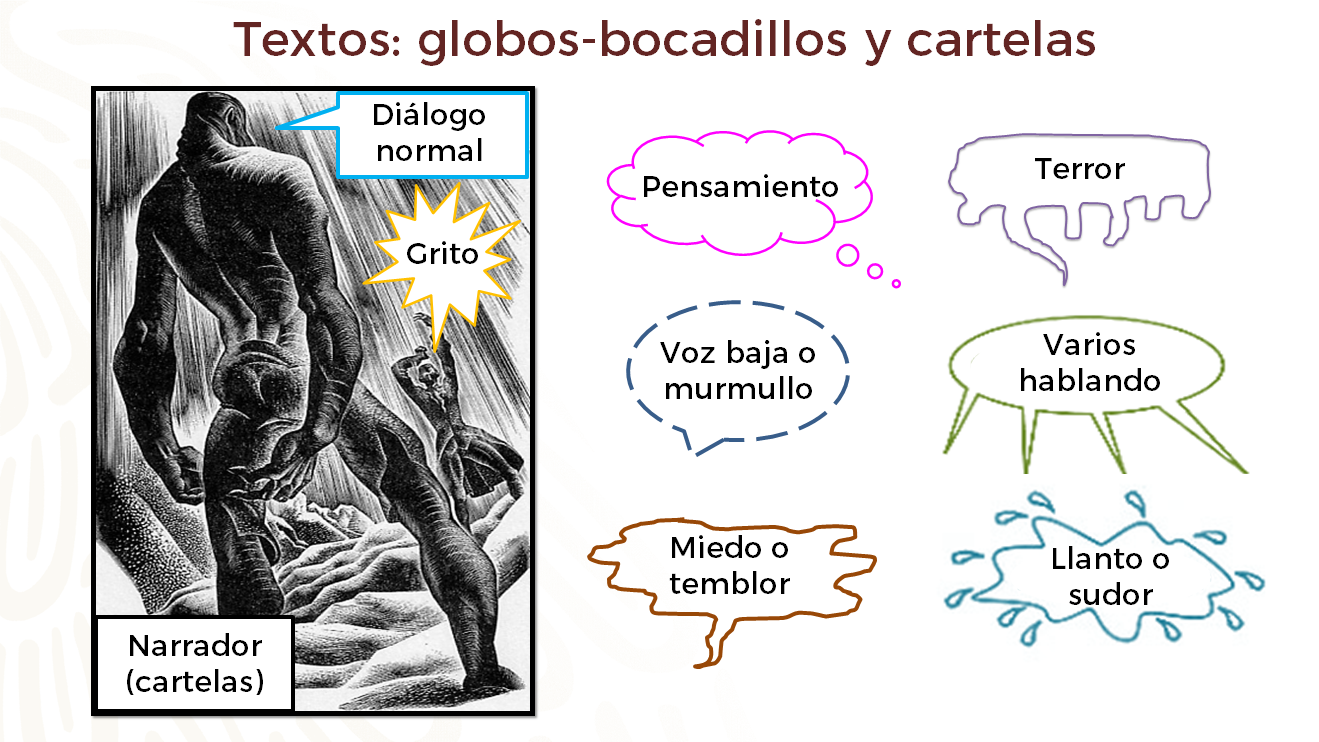 Textos: globos-bocadillos y cartelas
Diálogo
normal
Grito
Narrador
(cartelas)
Pensamiento
Terror
Voz baja o
murmullo
Varios
hablando
Miedo o
temblor
Llanto o
sudor